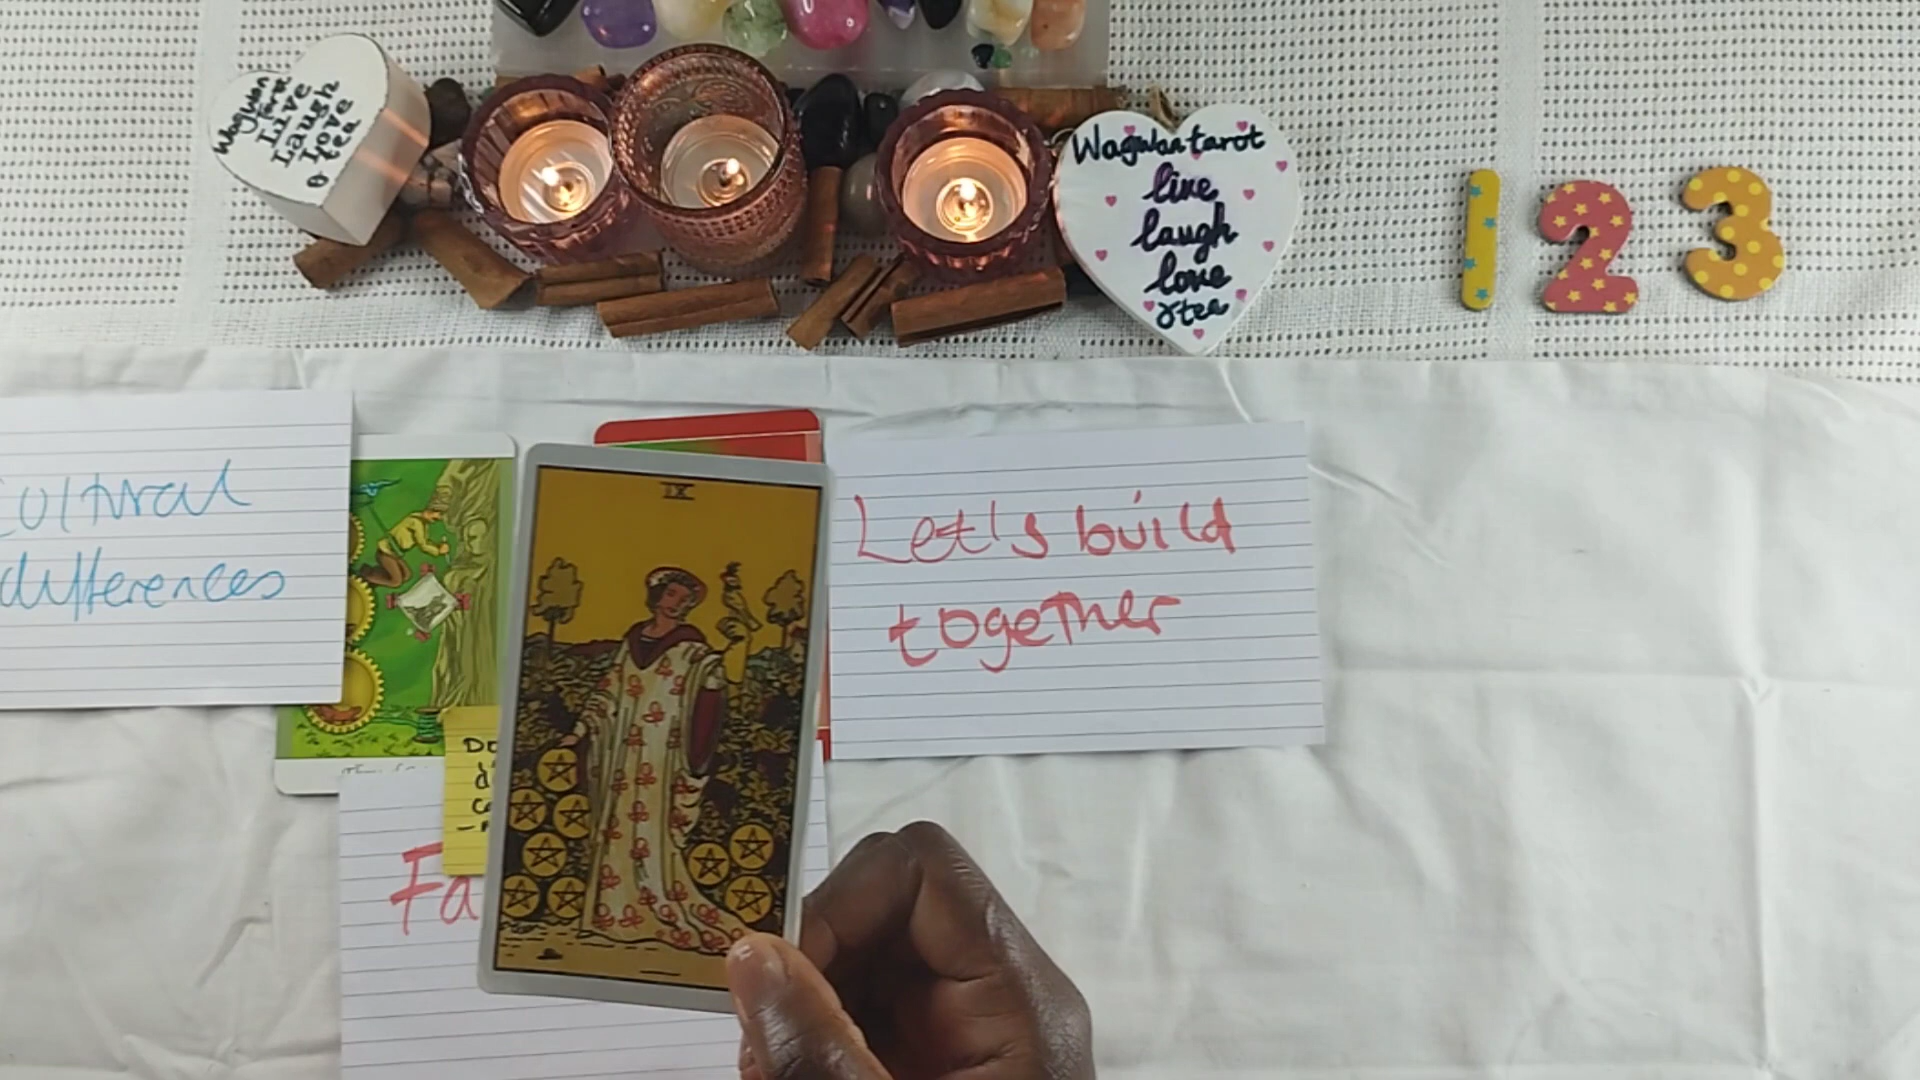 Wagwan
tarot
Live
Laugh
Love
& tea
Wagwan tarot
live
laugh
love
& tea
1 2 3
Cultural
differences
IX
Let's build
together
Fa